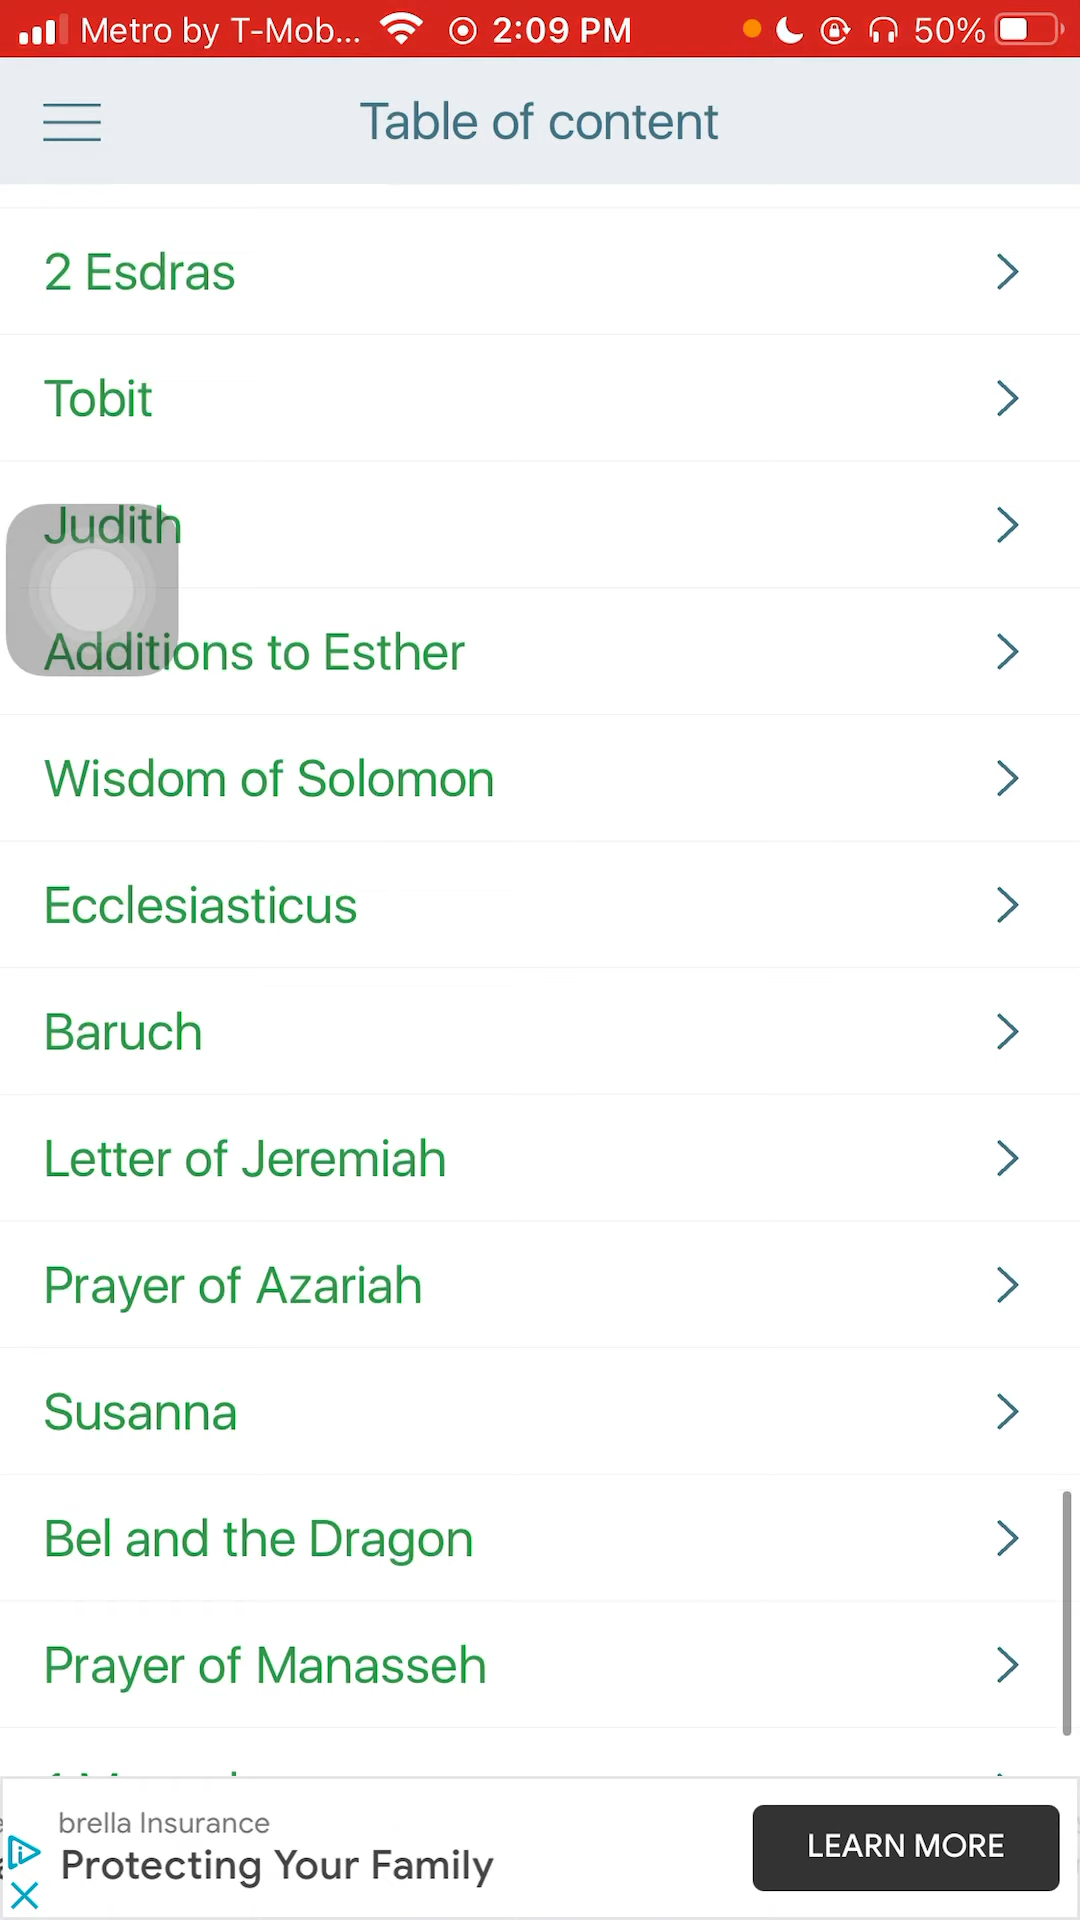 Metro by T-Mob... 2:09 PM 50%
Table of content
2 Esdras
Tobit
Judith
Additions to Esther
Wisdom of Solomon
Ecclesiasticus
Baruch
Letter of Jeremiah
Prayer of Azariah
Susanna
Bel and the Dragon
Prayer of Manasseh
brella Insurance
Protecting Your Family
LEARN MORE